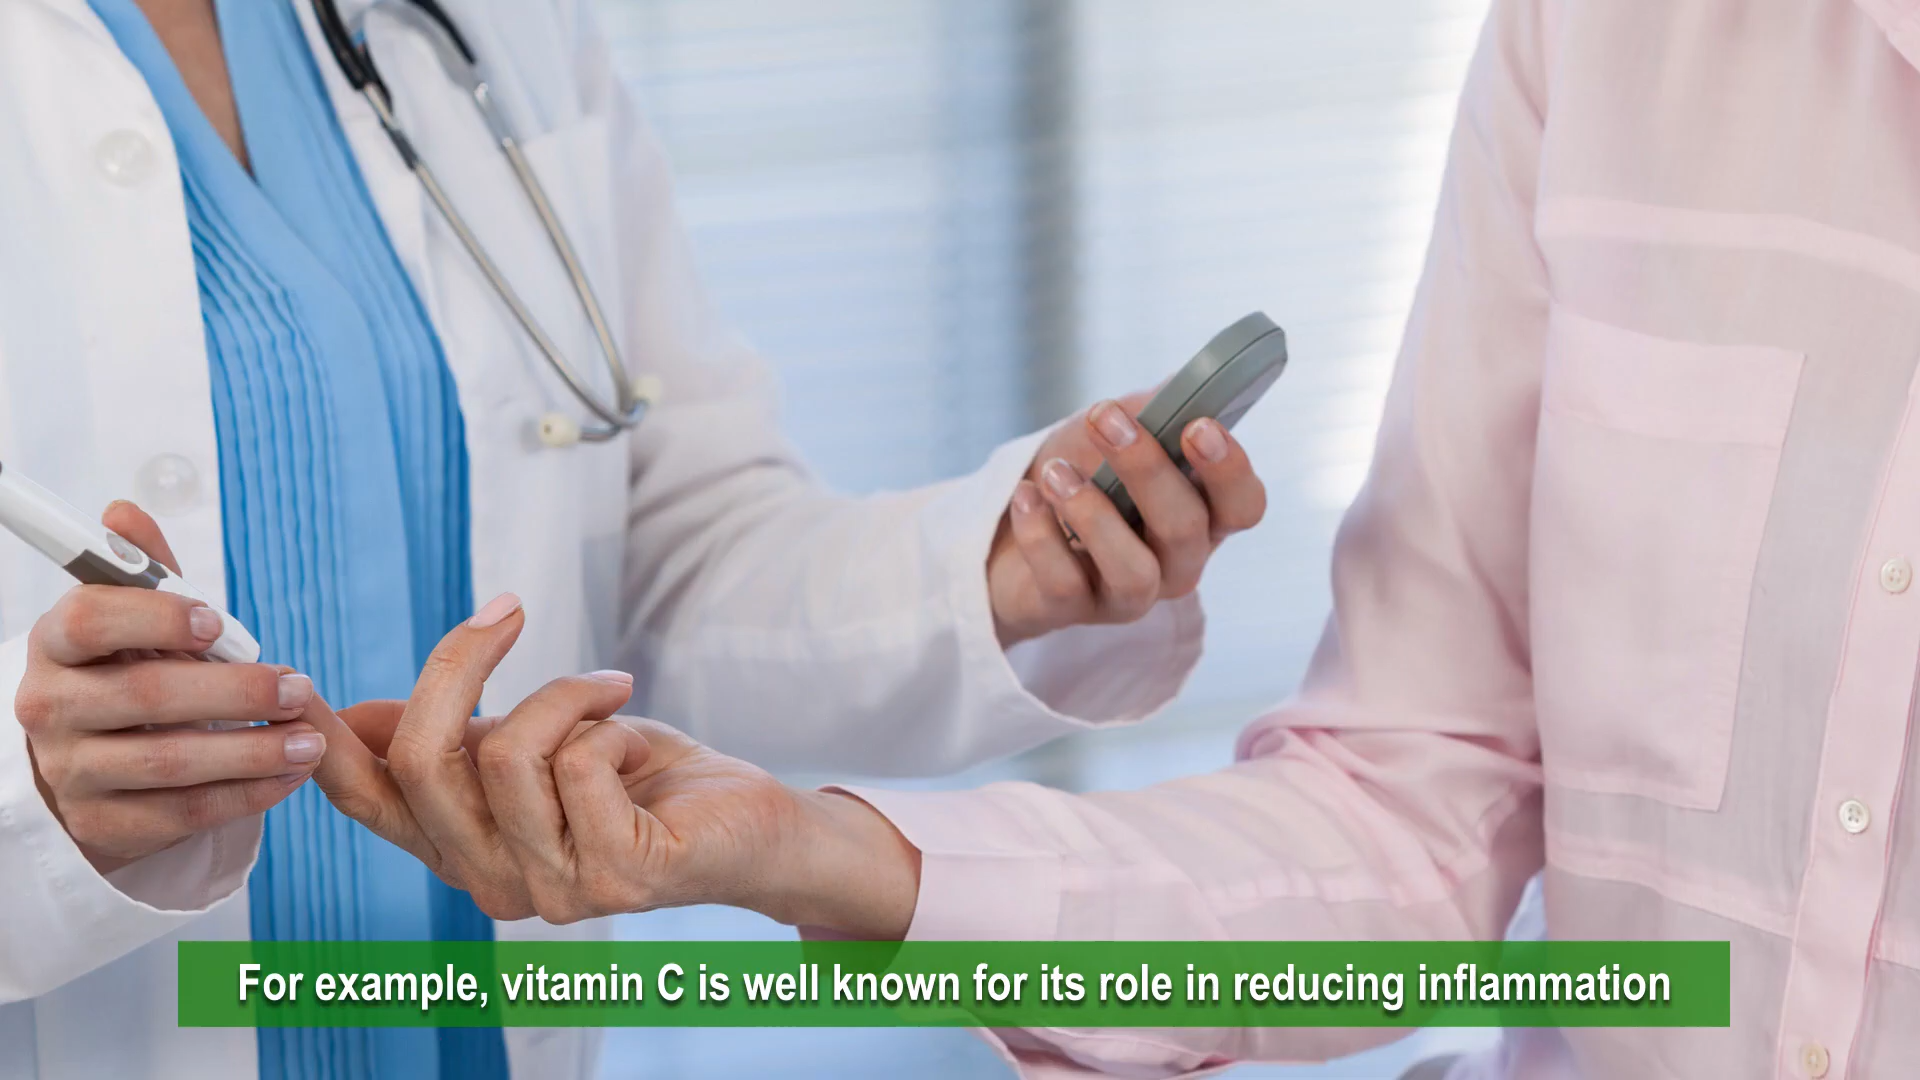 For example, vitamin C is well known for its role in reducing inflammation